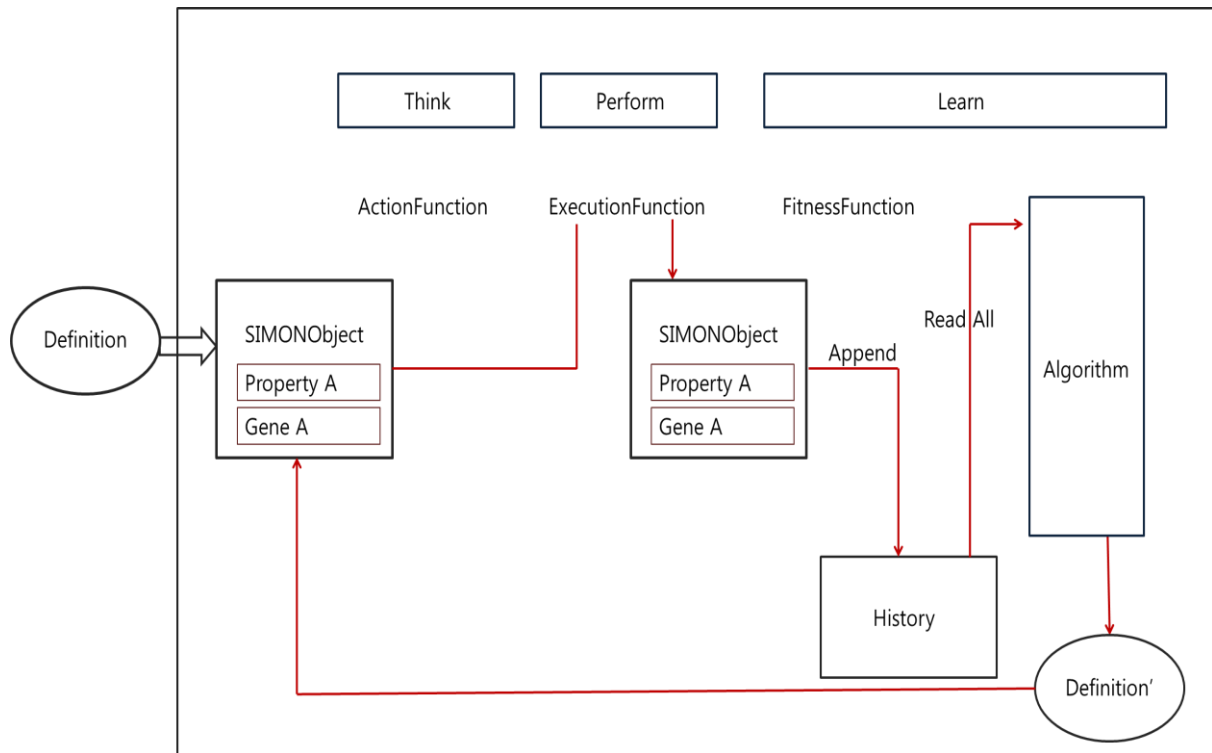 Think
Perform
Learn
ActionFunction
ExecutionFunction
FitnessFunction
Definition
SIMONObject
Property A
Gene A
SIMONObject
Property A
Gene A
Append
Read All
Algorithm
History
Definition’